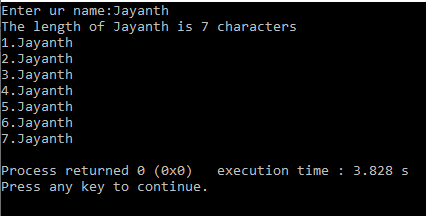 Enter ur name:Jayanth
The length of Jayanth is 7 characters
1.Jayanth
2.Jayanth
3.Jayanth
4.Jayanth
5.Jayanth
6.Jayanth
7.Jayanth
Process returned 0 (0x0)   execution time : 3.828 s
Press any key to continue.